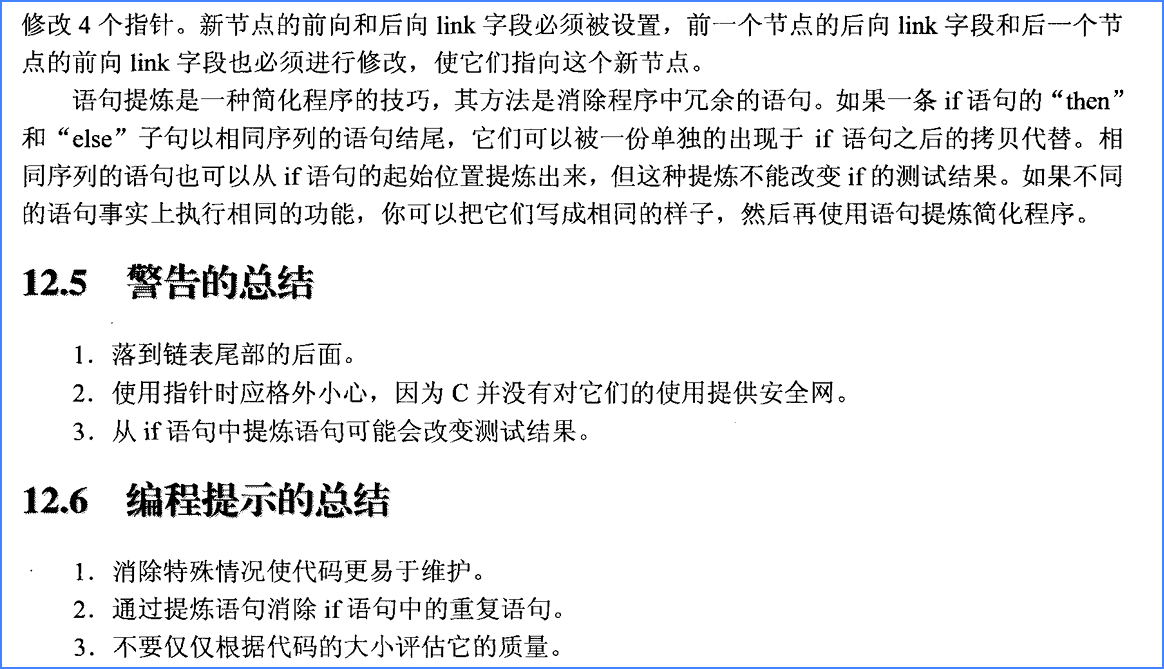 修改 4 个指针。新节点的前向和后向 link 字段必须被设置，前一个节点的后向 link 字段和后一个节
点的前向 link 字段也必须进行修改，使它们指向这个新节点。
语句提炼是一种简化程序的技巧，其方法是消除程序中冗余的语句。如果一条 if 语句的“then”
和“else”子句以相同序列的语句结尾，它们可以被一份单独的出现于 if 语句之后的拷贝代替。相
同序列的语句也可以从 if 语句的起始位置提炼出来，但这种提炼不能改变 if 的测试结果。如果不同
的语句事实上执行相同的功能，你可以把它们写成相同的样子，然后再使用语句提炼简化程序。
12.5 警告的总结
1．落到链表尾部的后面。
2．使用指针时应格外小心，因为 C 并没有对它们的使用提供安全网。
3．从 if 语句中提炼语句可能会改变测试结果。
12.6 编程提示的总结
1．消除特殊情况使代码更易于维护。
2．通过提炼语句消除 if 语句中的重复语句。
3．不要仅仅根据代码的大小评估它的质量。